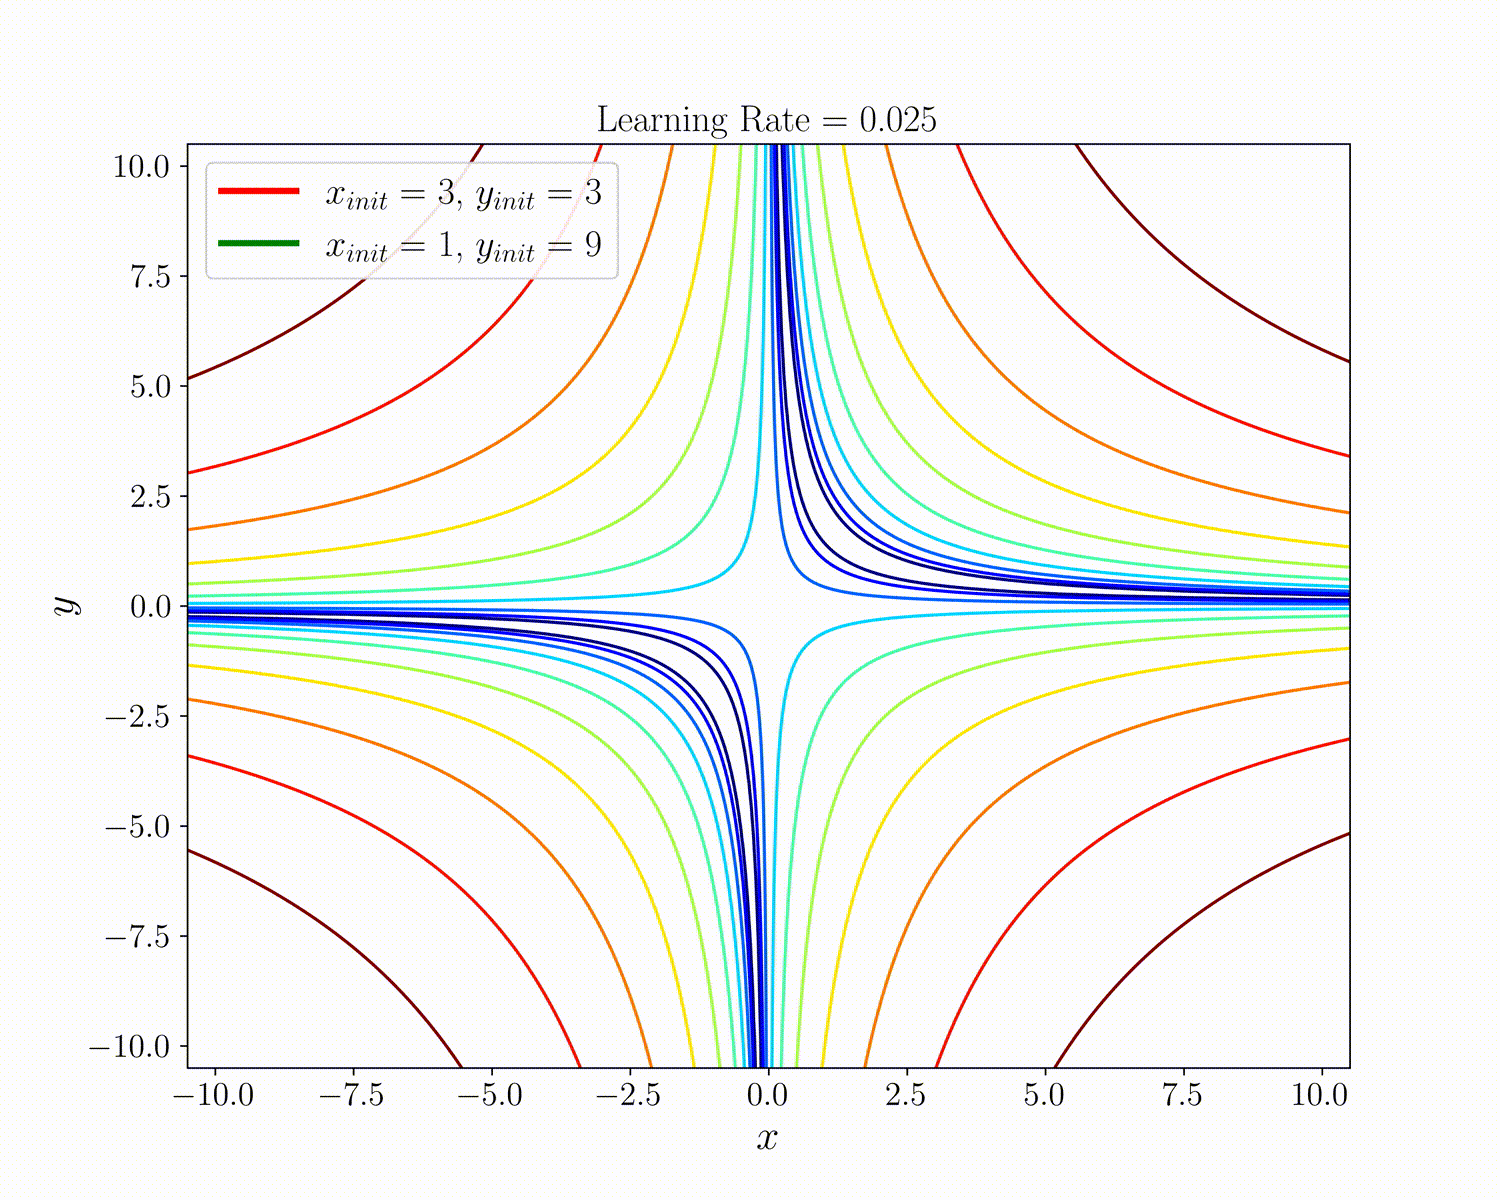 Learning Rate = 0.025
x_init = 3, y_init = 3
x_init = 1, y_init = 9
10.0
7.5
5.0
2.5
0.0
−2.5
−5.0
−7.5
−10.0
y
−10.0 −7.5 −5.0 −2.5 0.0 2.5 5.0 7.5 10.0
x